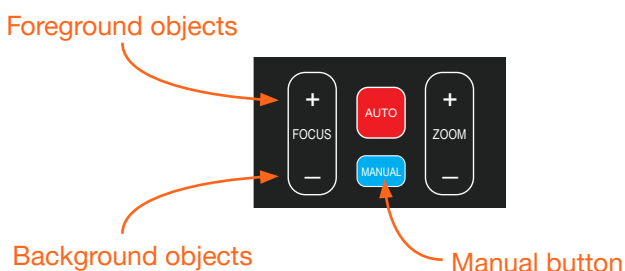 Foreground objects
+
FOCUS
–
AUTO
MANUAL
+
ZOOM
–
Background objects
Manual button